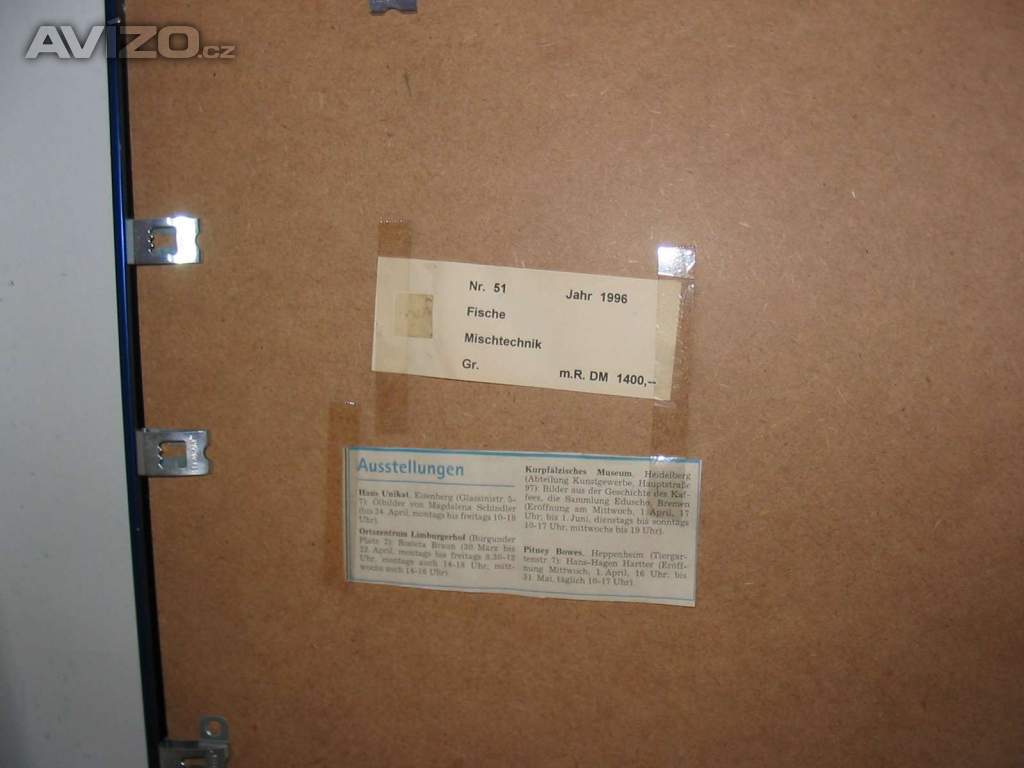 AVÍZO.cz
Nr. 51 Jahr 1996
Fische
Mischtechnik
Gr. m.R. DM 1400,--
Ausstellungen
Haus Unikat, Eisenberg (Glassinistr. 5-
7): Ölbilder von Magdalena Schindler
(bis 24. April, montags bis freitags 10-18
Uhr).
Ortszentrum Limburgerhof (Burgunder
Platz 2): Braun (30. März bis
22. April, montags bis freitags 8.30-12
Uhr, montags auch 14-18 Uhr, mitt-
wochs auch 14-16 Uhr).
Kurpfälzisches Museum, Heidelberg
(Abteilung Kunstgewerbe, Hauptstraße
97): Bilder aus der Geschichte des Kaf-
fees, die Sammlung Eduscho, Bremen
(Eröffnung am Mittwoch, 1. April, 17
Uhr; bis 1. Juni, dienstags bis sonntags
10-17 Uhr, mittwochs bis 19 Uhr).
Pitney Bowes, Heppenheim (Tiergar-
tenstr. 7): Hans-Hagen Hartter (Eröff-
nung Mittwoch, 1. April, 16 Uhr; bis
31. Mai, täglich 10-17 Uhr).